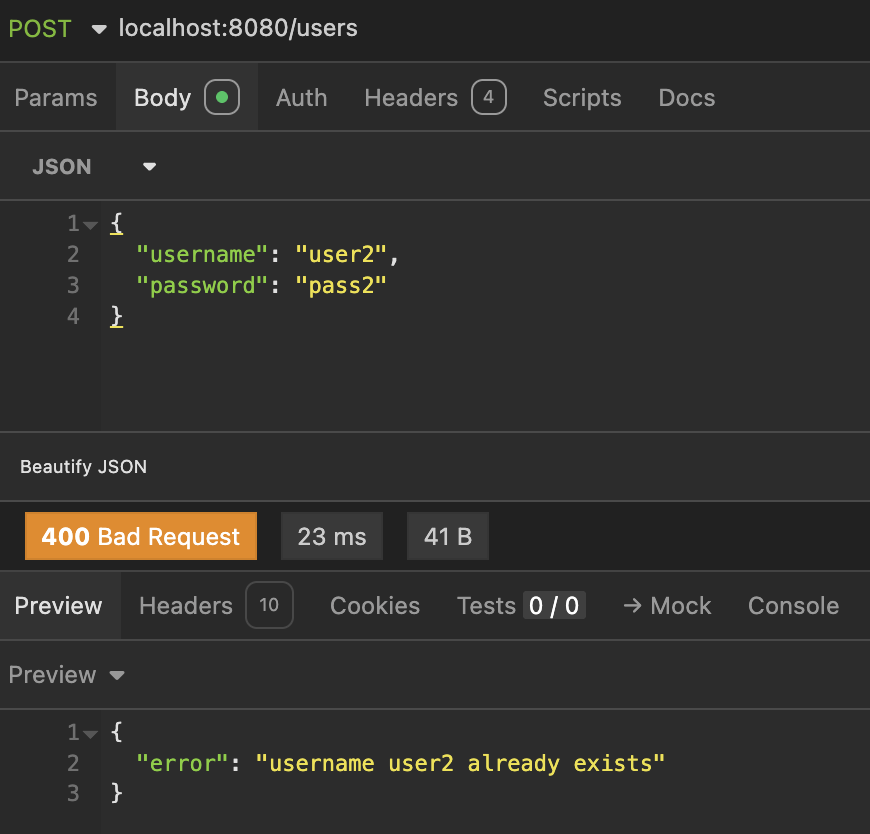 POST localhost:8080/users
Params Body Auth Headers 4 Scripts Docs
JSON
1 {
2 "username": "user2",
3 "password": "pass2"
4 }
Beautify JSON
400 Bad Request 23 ms 41 B
Preview Headers 10 Cookies Tests 0 / 0 → Mock Console
Preview
1 {
2 "error": "username user2 already exists"
3 }